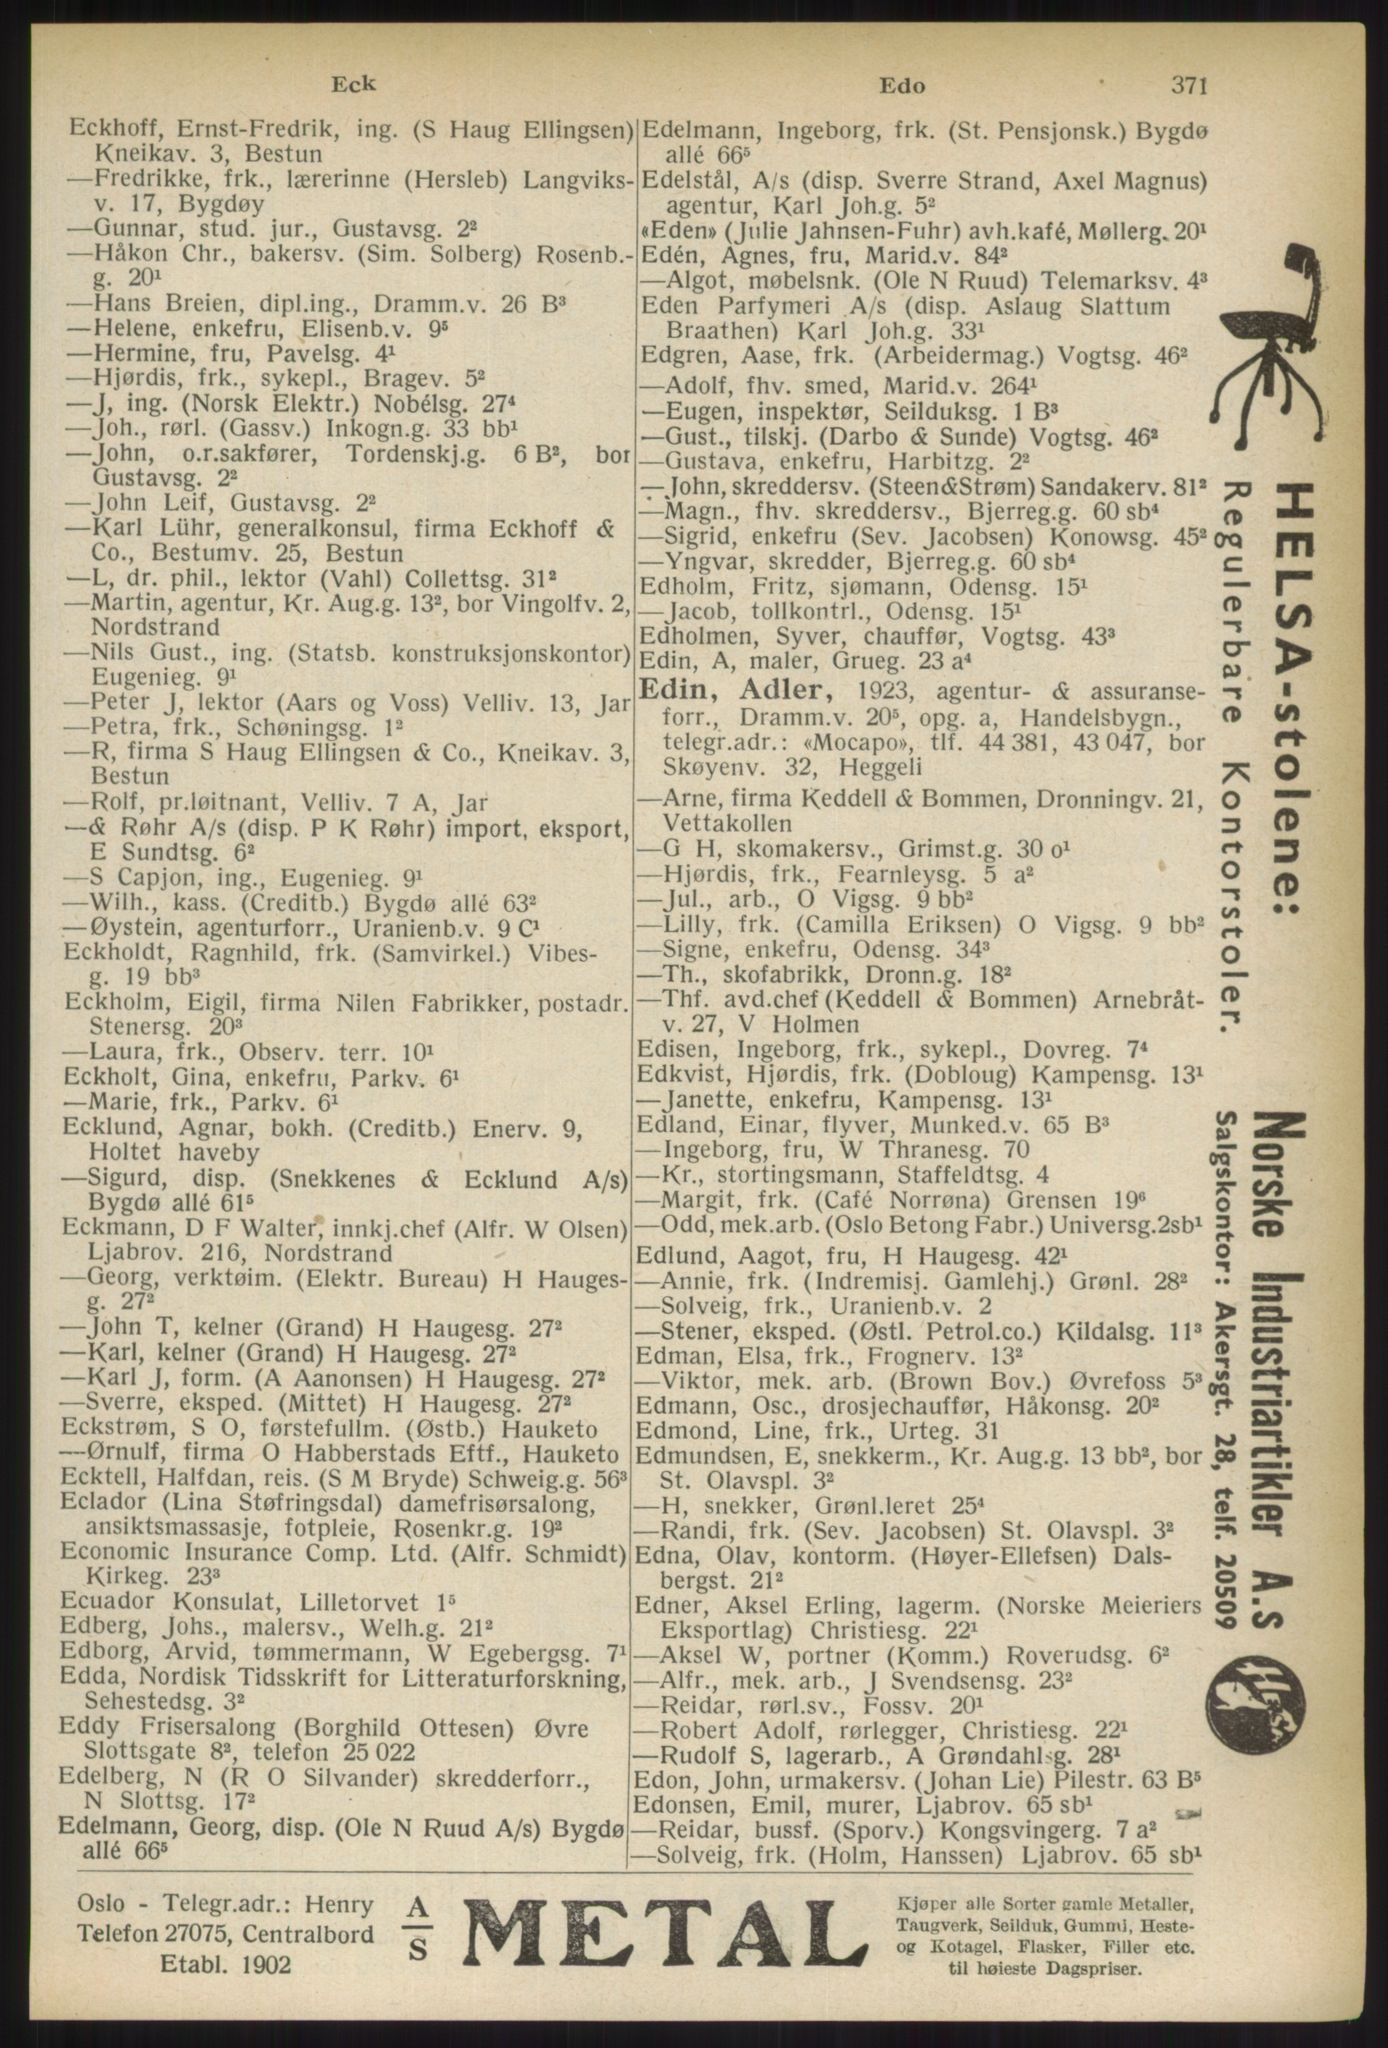 Eck
Edo
371
Eckhoff, Ernst-Fredrik, ing. (S Haug Ellingsen)
Kneikav. 3, Bestun
—Fredrikke, frk., lærerinne (Hersleb) Langviks-
v. 17, Bygdøy
—Gunnar, stud. jur., Gustavsg. 2²
—Håkon Chr., bakersv. (Sim. Solberg) Rosenb.-
g. 20¹
—Hans Breien, dipl.ing., Dramm.v. 26 B³
—Helene, enkefru, Elisenb.v. 9⁵
—Hermine, fru, Pavelsg. 4¹
—Hjørdis, frk., sykepl., Bragev. 5²
—J, ing. (Norsk Elektr.) Nobélsg. 27⁴
—Joh., rørl. (Gassv.) Inkogn.g. 33 bb¹
—John, o.r.sakfører, Tordenskj.g. 6 B², bor
Gustavsg. 2²
—John Leif, Gustavsg. 2²
—Karl Lühr, generalkonsul, firma Eckhoff &
Co., Bestumv. 25, Bestun
—L, dr. phil., lektor (Vahl) Collettsg. 31²
—Martin, agentur, Kr. Aug.g. 13², bor Vingolfv. 2,
Nordstrand
—Nils Gust., ing. (Statsb. konstruksjonskontor)
Eugenieg. 9¹
—Peter J, lektor (Aars og Voss) Velliv. 13, Jar
—Petra, frk., Schøningsg. 1²
—R, firma S Haug Ellingsen & Co., Kneikav. 3,
Bestun
—Rolf, pr.løitnant, Velliv. 7 A, Jar
—& Røhr A/s (disp. P K Røhr) import, eksport,
E Sundtsg. 6²
—S Capjon, ing., Eugenieg. 9¹
—Wilh., kass. (Creditb.) Bygdø allé 63²
—Øystein, agenturforr., Uranienb.v. 9 C¹
Eckholdt, Ragnhild, frk. (Samvirkel.) Vibes-
g. 19 bb³
Eckholm, Eigil, firma Nilen Fabrikker, postadr.
Stenersg. 20³
—Laura, frk., Observ. terr. 10¹
Eckholt, Gina, enkefru, Parkv. 6¹
—Marie, frk., Parkv. 6¹
Ecklund, Agnar, bokh. (Creditb.) Enerv. 9,
Holtet haveby
—Sigurd, disp. (Snekkenes & Ecklund A/s)
Bygdø allé 61⁵
Eckmann, D F Walter, innkj.chef (Alfr. W Olsen)
Ljabrov. 216, Nordstrand
—Georg, verktøim. (Elektr. Bureau) H Hauges-
g. 27²
—John T, kelner (Grand) H Haugesg. 27²
—Karl, kelner (Grand) H Haugesg. 27²
—Karl J, form. (A Aanonsen) H Haugesg. 27²
—Sverre, eksped. (Mittet) H Haugesg. 27²
Eckstrøm, S O, førstefullm. (Østb.) Hauketo
—Ørnulf, firma O Habberstads Eftf., Hauketo
Ecktell, Halfdan, reis. (S M Bryde) Schweig.g. 56³
Eclador (Lina Støfringsdal) damefrisørsalong,
ansiktsmassasje, fotpleie, Rosenkr.g. 19²
Economic Insurance Comp. Ltd. (Alfr. Schmidt)
Kirkeg. 23³
Ecuador Konsulat, Lilletorvet 1⁵
Edberg, Johs., malersv., Welh.g. 21²
Edborg, Arvid, tømmermann, W Egebergsg. 7¹
Edda, Nordisk Tidsskrift for Litteraturforskning,
Sehestedsg. 3²
Eddy Frisersalong (Borghild Ottesen) Øvre
Slottsgate 8², telefon 25 022
Edelberg, N (R O Silvander) skredderforr.,
N Slottsg. 17²
Edelmann, Georg, disp. (Ole N Ruud A/s) Bygdø
allé 66⁵
Edelmann, Ingeborg, frk. (St. Pensjonsk.) Bygdø
allé 66⁵
Edelstål, A/s (disp. Sverre Strand, Axel Magnus)
agentur, Karl Joh.g. 5²
«Eden» (Julie Jahnsen-Fuhr) avh.kafé, Møllerg. 20¹
Edén, Agnes, fru, Marid.v. 84²
—Algot, møbelsnk. (Ole N Ruud) Telemarksv. 4³
Eden Parfymeri A/s (disp. Aslaug Slattum
Braathen) Karl Joh.g. 33¹
Edgren, Aase, frk. (Arbeidermag.) Vogtsg. 46²
—Adolf, fhv. smed, Marid.v. 264¹
—Eugen, inspektør, Seilduksg. 1 B³
—Gust., tilskj. (Darbo & Sunde) Vogtsg. 46²
—Gustava, enkefru, Harbitzg. 2²
—John, skreddersv. (Steen&Strøm) Sandakerv. 81²
—Magn., fhv. skreddersv., Bjerreg.g. 60 sb⁴
—Sigrid, enkefru (Sev. Jacobsen) Konowsg. 45²
—Yngvar, skredder, Bjerreg.g. 60 sb⁴
Edholm, Fritz, sjømann, Odensg. 15¹
—Jacob, tollkontrl., Odensg. 15¹
Edholmen, Syver, chauffør, Vogtsg. 43³
Edin, A, maler, Grueg. 23 a⁴
Edin, Adler, 1923, agentur- & assuranse-
forr., Dramm.v. 20⁵, opg. a, Handelsbygn.,
telegr.adr.: «Mocapo», tlf. 44 381, 43 047, bor
Skøyenv. 32, Heggeli
—Arne, firma Keddell & Bommen, Dronningv. 21,
Vettakollen
—G H, skomakersv., Grimst.g. 30 o¹
—Hjørdis, frk., Fearnleysg. 5 a²
—Jul., arb., O Vigsg. 9 bb²
—Lilly, frk. (Camilla Eriksen) O Vigsg. 9 bb²
—Signe, enkefru, Odensg. 34³
—Th., skofabrikk, Dronn.g. 18²
—Thf. avd.chef (Keddell & Bommen) Arnebråt-
v. 27, V Holmen
Edisen, Ingeborg, frk., sykepl., Dovreg. 7⁴
Edkvist, Hjørdis, frk. (Dobloug) Kampensg. 13¹
—Janette, enkefru, Kampensg. 13¹
Edland, Einar, flyver, Munked.v. 65 B³
—Ingeborg, fru, W Thranesg. 70
—Kr., stortingsmann, Staffeldtsg. 4
—Margit, frk. (Café Norrøna) Grensen 19⁶
—Odd, mek.arb. (Oslo Betong Fabr.) Universg.2sb¹
Edlund, Aagot, fru, H Haugesg. 42¹
—Annie, frk. (Indremisj. Gamlehj.) Grønl. 28²
—Solveig, frk., Uranienb.v. 2
—Stener, eksped. (Østl. Petrol.co.) Kildalsg. 11³
Edman, Elsa, frk., Frognerv. 13²
—Viktor, mek. arb. (Brown Bov.) Øvrefoss 5³
Edmann, Osc., drosjechauffør, Håkonsg. 20²
Edmond, Line, frk., Urteg. 31
Edmundsen, E, snekkerm., Kr. Aug.g. 13 bb², bor
St. Olavspl. 3²
—H, snekker, Grønl.leret 25⁴
—Randi, frk. (Sev. Jacobsen) St. Olavspl. 3²
Edna, Olav, kontorm. (Høyer-Ellefsen) Dals-
bergst. 21²
Edner, Aksel Erling, lagerm. (Norske Meieriers
Eksportlag) Christiesg. 22¹
—Aksel W, portner (Komm.) Roverudsg. 6²
—Alfr., mek. arb., J Svendsensg. 23²
—Reidar, rørl.sv., Fossv. 20¹
—Robert Adolf, rørlegger, Christiesg. 22¹
—Rudolf S, lagerarb., A Grøndahlsg. 28¹
Edon, John, urmakersv. (Johan Lie) Pilestr. 63 B⁵
Edonsen, Emil, murer, Ljabrov. 65 sb¹
—Reidar, bussf. (Sporv.) Kongsvingerg. 7 a²
—Solveig, frk. (Holm, Hanssen) Ljabrov. 65 sb¹
HELSA-stolene:
Regulerbare Kontorstoler.
Norske Industriartikler A.s
Salgskontor: Akersgt. 28, telf. 20509
HELSA
Oslo - Telegr.adr.: Henry
Telefon 27075, Centralbord
Etabl. 1902
A/S METAL
Kjøper alle Sorter gamle Metaller,
Taugverk, Seilduk, Gummi, Heste-
og Kotagel, Flasker, Filler etc.
til høieste Dagspriser.